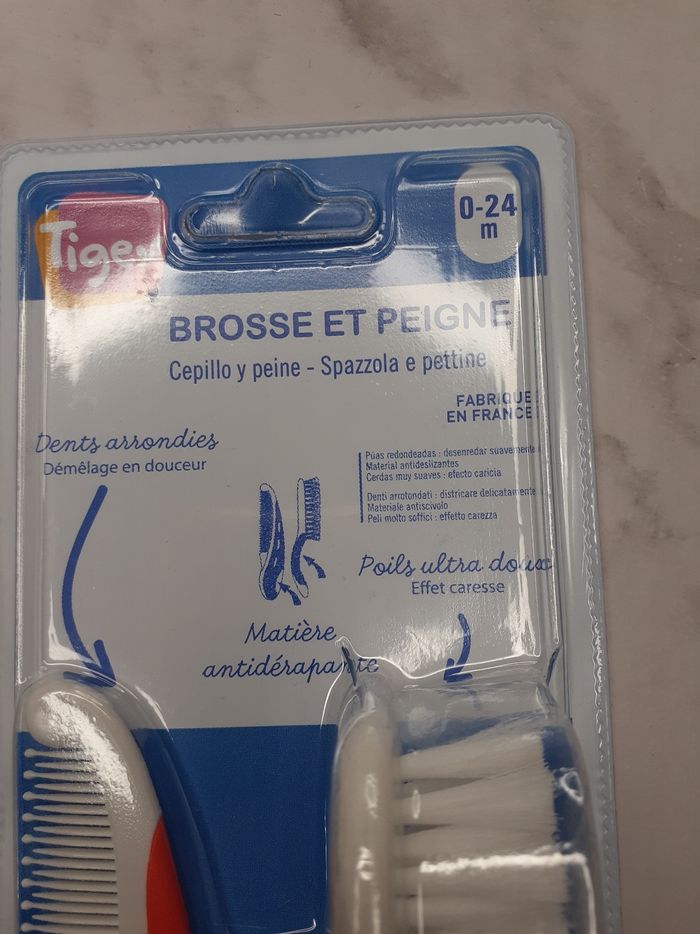 Tigex
0-24
m
BROSSE ET PEIGNE
Cepillo y peine - Spazzola e pettine
FABRIQUÉ
EN FRANCE
Dents arrondies
Démêlage en douceur
Púas redondeadas : desenredar suavemente
Material antideslizantes
Cerdas muy suaves : efecto caricia
Denti arrotondati : districare delicatamente
Materiale antiscivolo
Peli molto soffici : effetto carezza
Poils ultra doux
Effet caresse
Matière
antidérapante